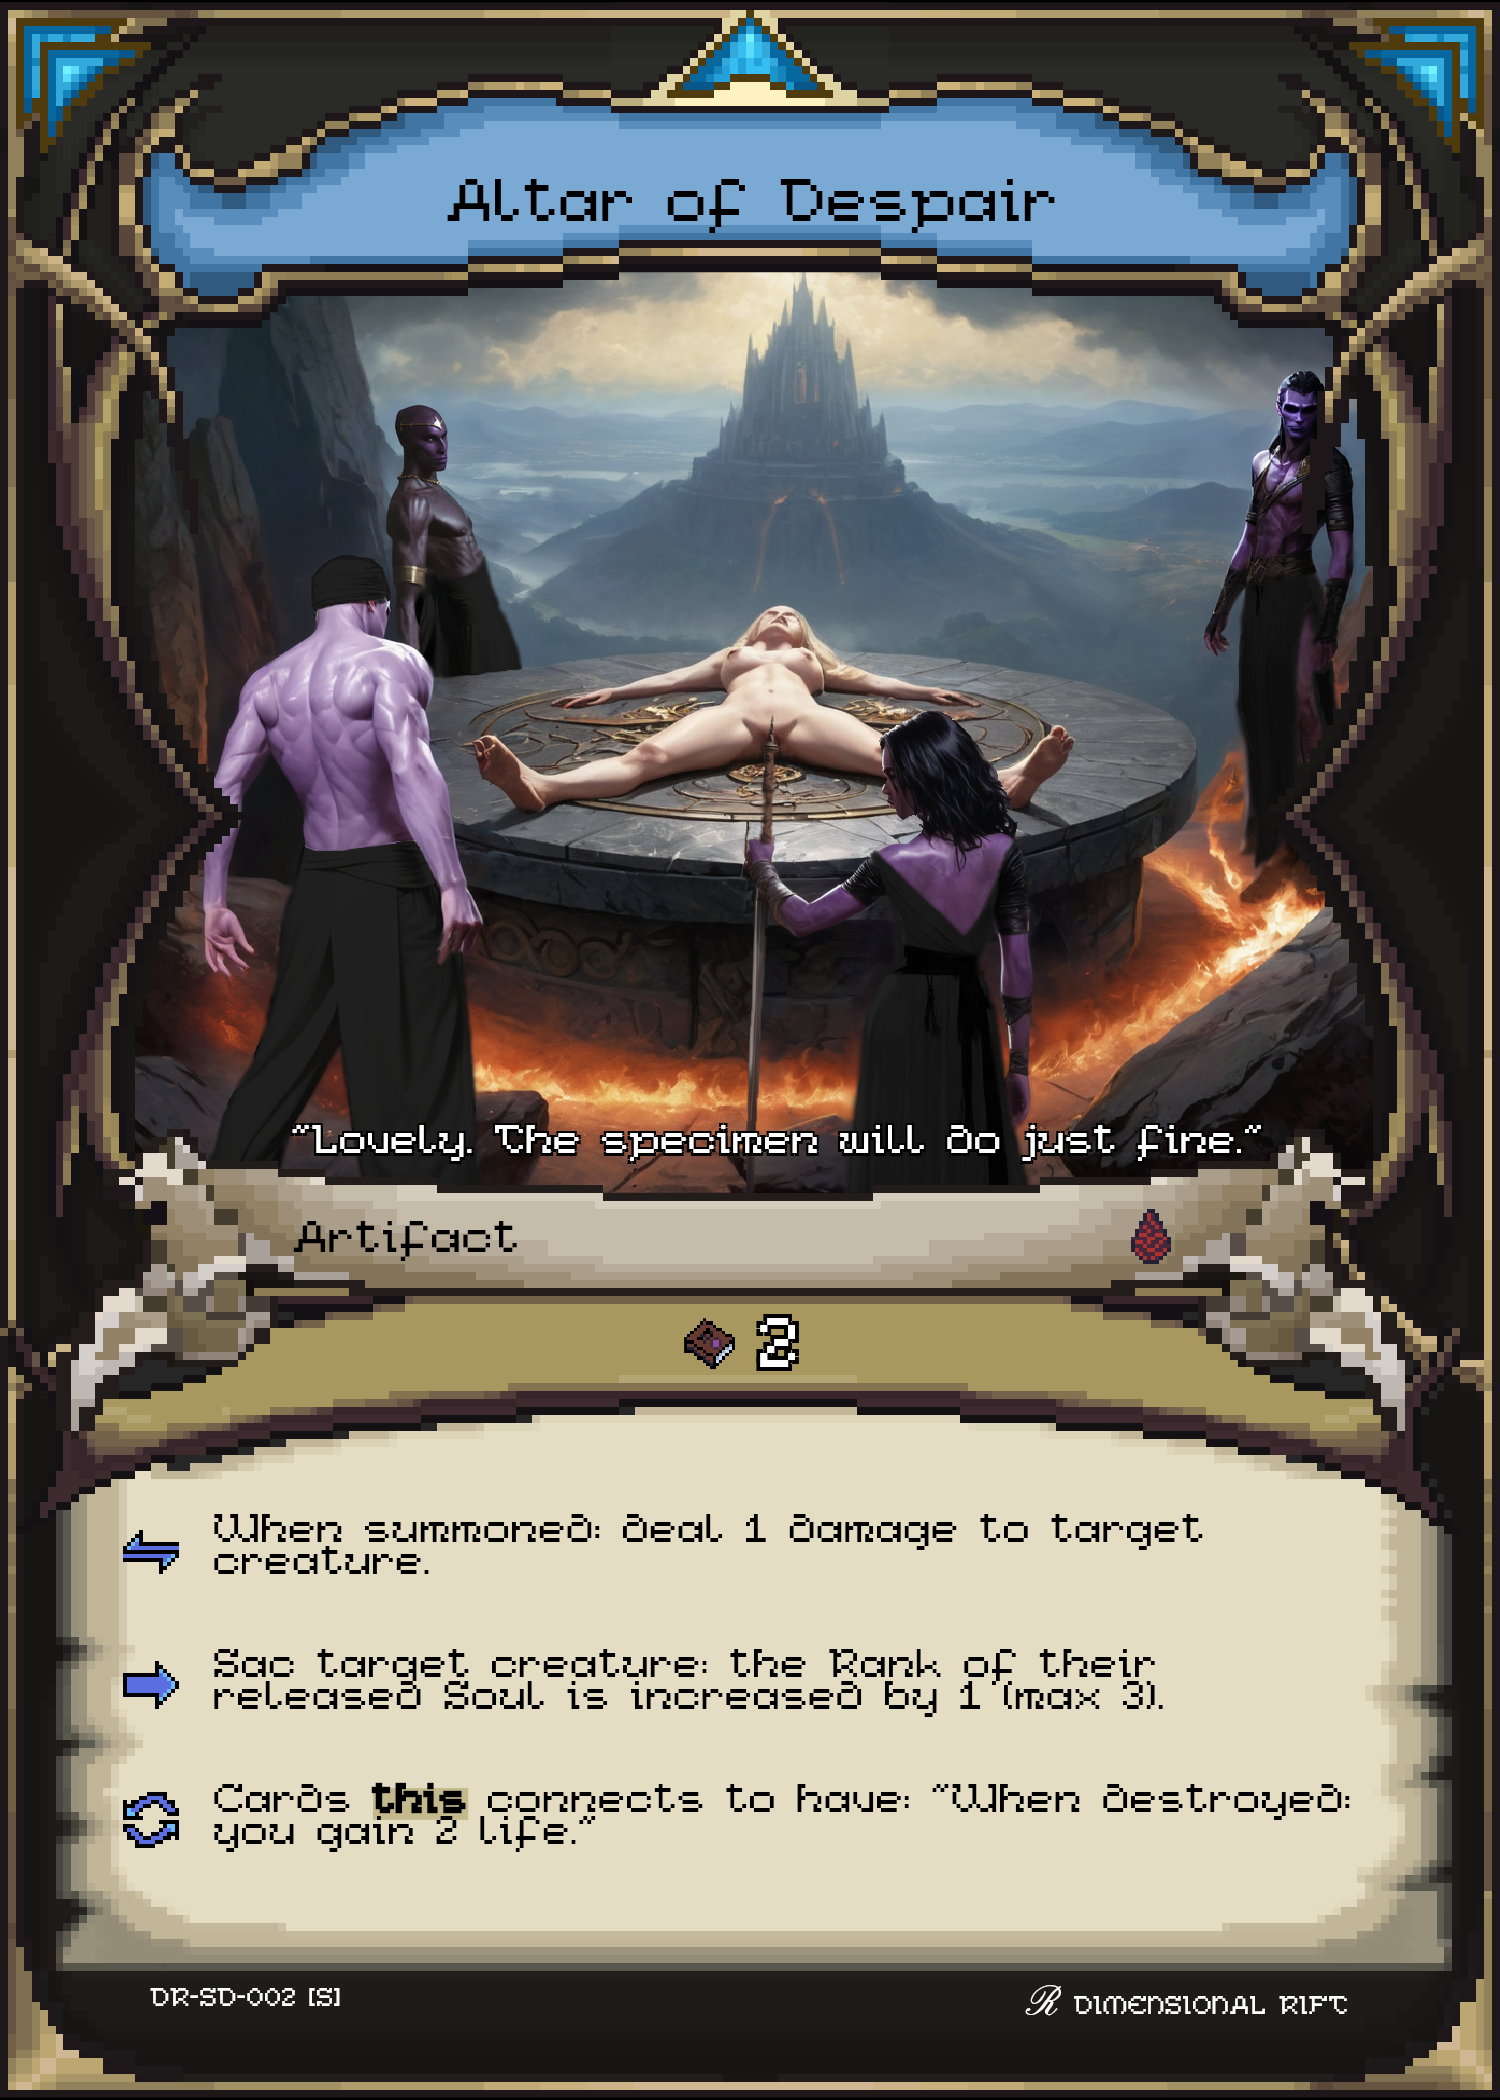 Altar of Despair
"Lovely. The specimen will do just fine."
Artifact
2
When summoned: deal 1 damage to target
creature.
Sac target creature: the Rank of their
released Soul is increased by 1 (max 3).
Cards this connects to have: "When destroyed:
you gain 2 life."
DR-SD-002 [S]
R DIMENSIONAL RIFT